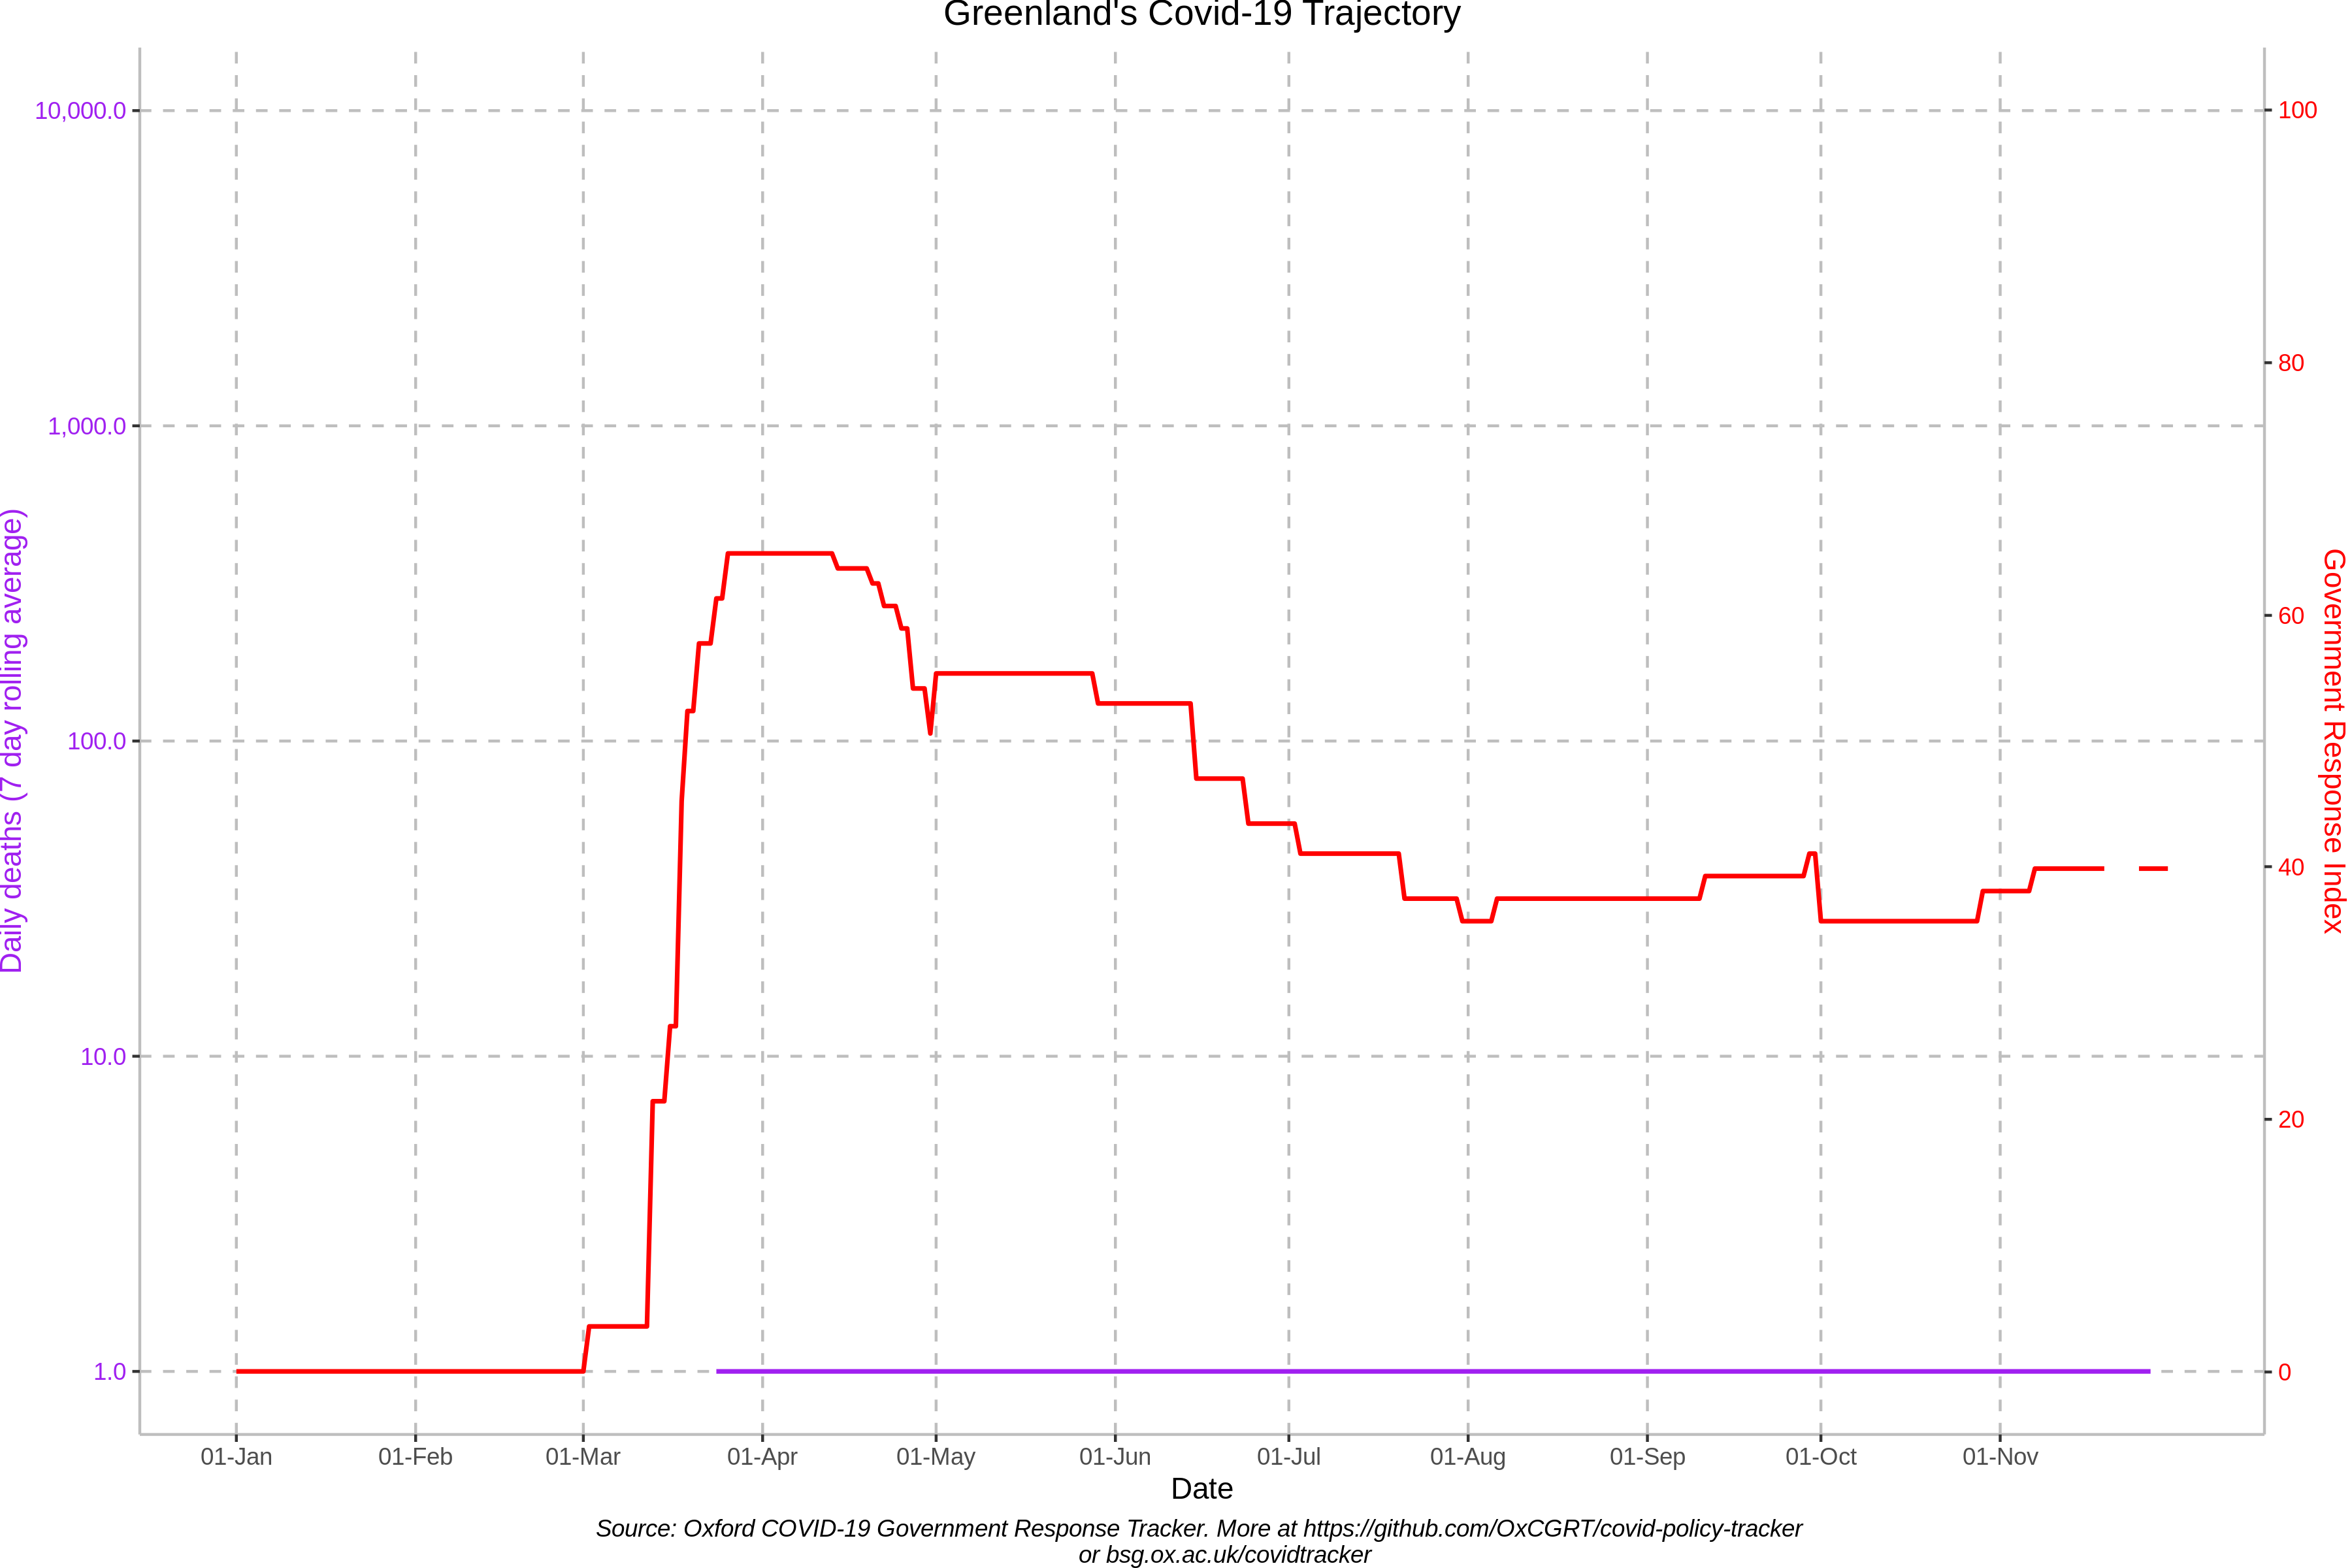 Greenland's Covid-19 Trajectory
10,000.0
1,000.0
100.0
10.0
1.0
Daily deaths (7 day rolling average)
100
80
60
40
20
0
Government Response Index
01-Jan 01-Feb 01-Mar 01-Apr 01-May 01-Jun 01-Jul 01-Aug 01-Sep 01-Oct 01-Nov
Date
Source: Oxford COVID-19 Government Response Tracker. More at https://github.com/OxCGRT/covid-policy-tracker
or bsg.ox.ac.uk/covidtracker